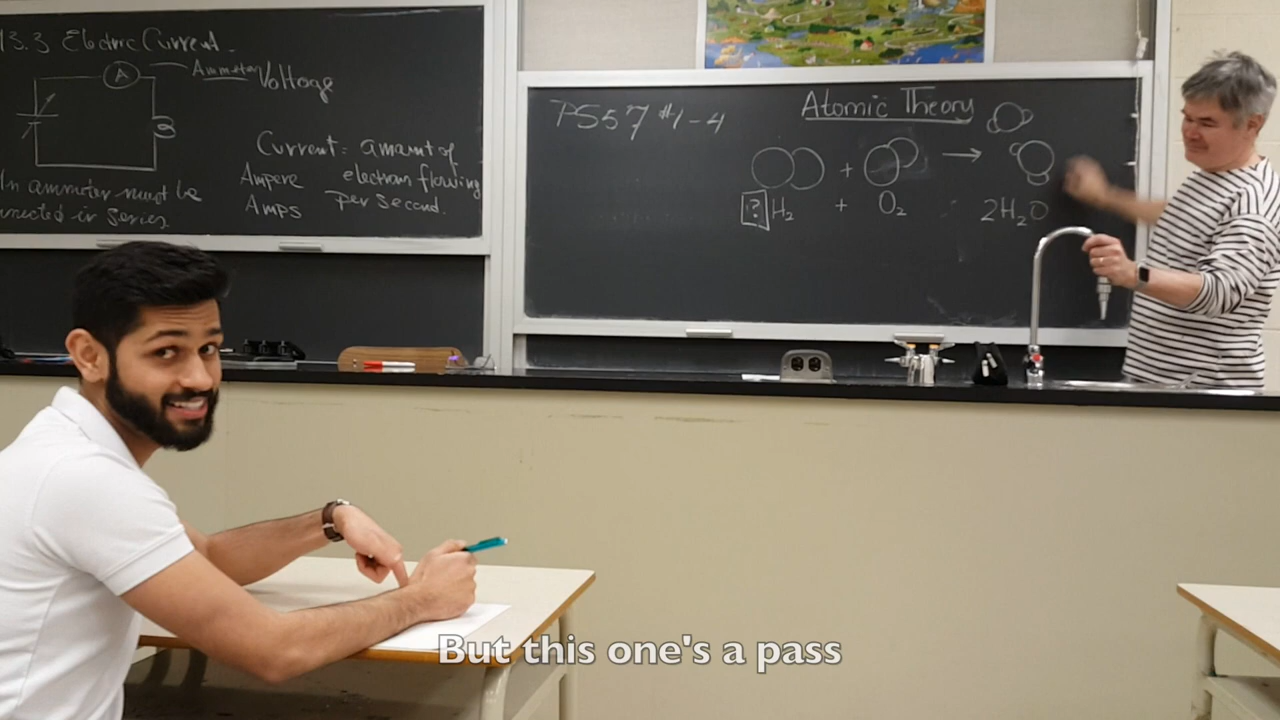 13.3 Electric Current.
A
Ammeter Voltage
Current: amount of
Ampere electrons flowing
Amps per second.
An ammeter must be
connected in series
Atomic Theory
PS57 #1-4
+ →
? H₂ + O₂ 2H₂O
But this one's a pass